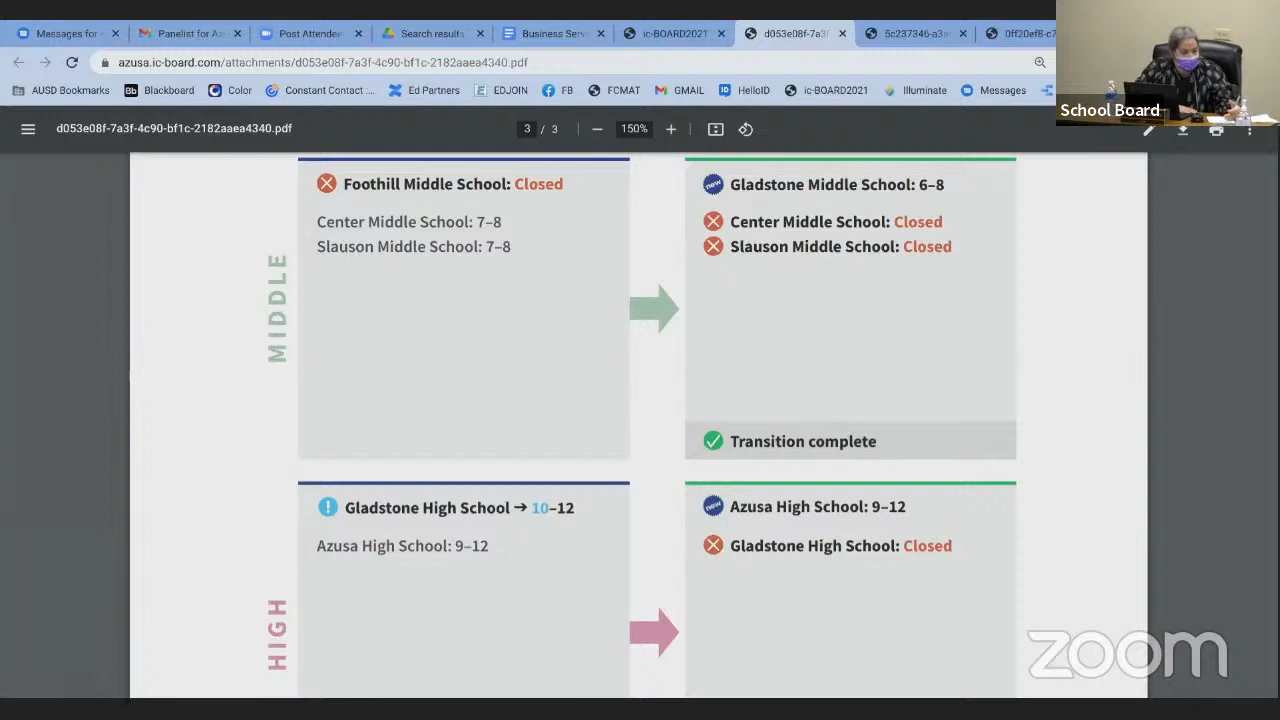 Messages for
Panelist for Az
Post Attendee
Search results
Business Serv
ic-BOARD2021
d053e08f-7a3f
5c237346-a3a
0ff20ef8-c7
azusa.ic-board.com/attachments/d053e08f-7a3f-4c90-bf1c-2182aaea4340.pdf
AUSD Bookmarks
Bb Blackboard
Color
Constant Contact ...
Ed Partners
E EDJOIN
FB
FCMAT
GMAIL
iD HelloID
ic-BOARD2021
Illuminate
Messages
School Board
d053e08f-7a3f-4c90-bf1c-2182aaea4340.pdf
3 / 3
150%
MIDDLE
Foothill Middle School: Closed
Center Middle School: 7–8
Slauson Middle School: 7–8
new Gladstone Middle School: 6–8
Center Middle School: Closed
Slauson Middle School: Closed
Transition complete
HIGH
Gladstone High School → 10–12
Azusa High School: 9–12
new Azusa High School: 9–12
Gladstone High School: Closed
zoom